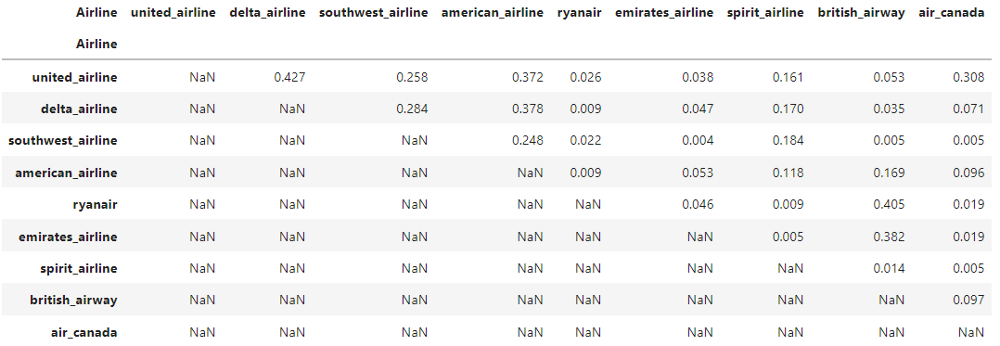 Airline united_airline delta_airline southwest_airline american_airline ryanair emirates_airline spirit_airline british_airway air_canada
Airline
united_airline NaN 0.427 0.258 0.372 0.026 0.038 0.161 0.053 0.308
delta_airline NaN NaN 0.284 0.378 0.009 0.047 0.170 0.035 0.071
southwest_airline NaN NaN NaN 0.248 0.022 0.004 0.184 0.005 0.005
american_airline NaN NaN NaN NaN 0.009 0.053 0.118 0.169 0.096
ryanair NaN NaN NaN NaN NaN 0.046 0.009 0.405 0.019
emirates_airline NaN NaN NaN NaN NaN NaN 0.005 0.382 0.019
spirit_airline NaN NaN NaN NaN NaN NaN NaN 0.014 0.005
british_airway NaN NaN NaN NaN NaN NaN NaN NaN 0.097
air_canada NaN NaN NaN NaN NaN NaN NaN NaN NaN